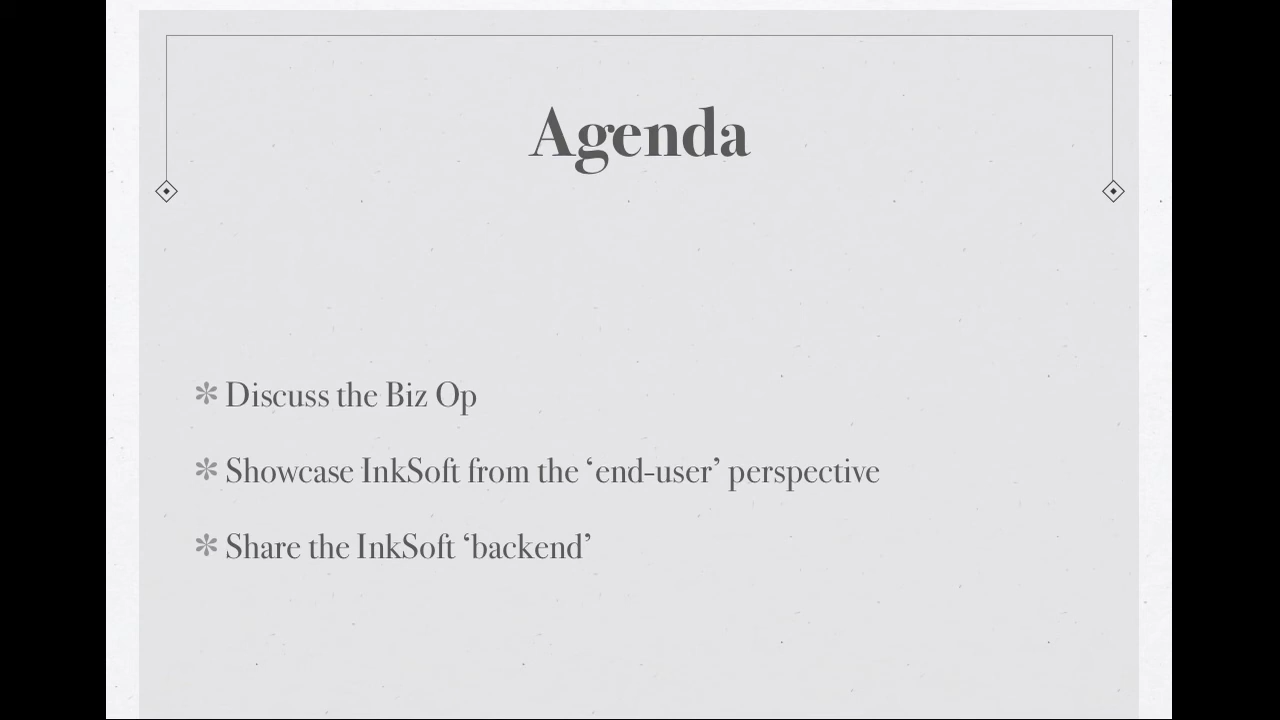 Agenda
✻ Discuss the Biz Op
✻ Showcase InkSoft from the ‘end-user’ perspective
✻ Share the InkSoft ‘backend’